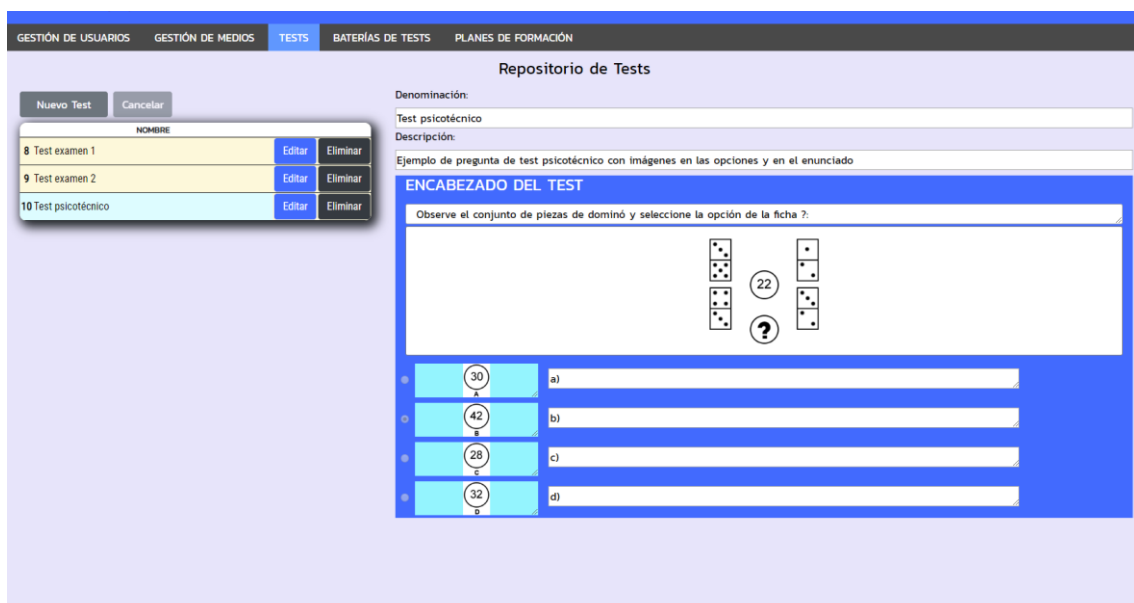 GESTIÓN DE USUARIOS GESTIÓN DE MEDIOS TESTS BATERÍAS DE TESTS PLANES DE FORMACIÓN
Repositorio de Tests
Nuevo Test Cancelar
NOMBRE
8 Test examen 1 Editar Eliminar
9 Test examen 2 Editar Eliminar
10 Test psicotécnico Editar Eliminar
Denominación:
Test psicotécnico
Descripción:
Ejemplo de pregunta de test psicotécnico con imágenes en las opciones y en el enunciado
ENCABEZADO DEL TEST
Observe el conjunto de piezas de dominó y seleccione la opción de la ficha ?:
22
?
30 A a)
42 B b)
28 C c)
32 D d)